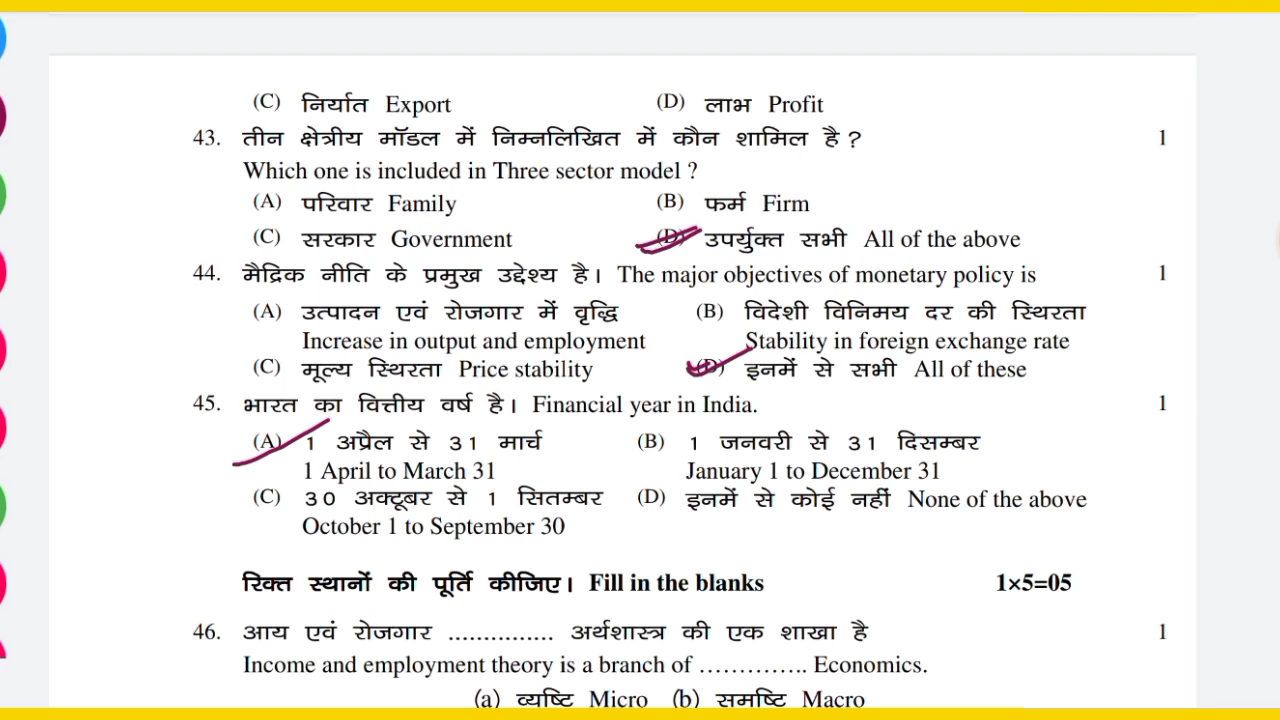 (C) निर्यात Export (D) लाभ Profit
43. तीन क्षेत्रीय मॉडल में निम्नलिखित में कौन शामिल है ? 1
Which one is included in Three sector model ?
(A) परिवार Family (B) फर्म Firm
(C) सरकार Government (D) उपर्युक्त सभी All of the above
44. मैद्रिक नीति के प्रमुख उद्देश्य है। The major objectives of monetary policy is 1
(A) उत्पादन एवं रोजगार में वृद्धि (B) विदेशी विनिमय दर की स्थिरता
Increase in output and employment Stability in foreign exchange rate
(C) मूल्य स्थिरता Price stability (D) इनमें से सभी All of these
45. भारत का वित्तीय वर्ष है। Financial year in India. 1
(A) 1 अप्रैल से 31 मार्च (B) 1 जनवरी से 31 दिसम्बर
1 April to March 31 January 1 to December 31
(C) 30 अक्टूबर से 1 सितम्बर (D) इनमें से कोई नहीं None of the above
October 1 to September 30
रिक्त स्थानों की पूर्ति कीजिए। Fill in the blanks 1×5=05
46. आय एवं रोजगार ............... अर्थशास्त्र की एक शाखा है 1
Income and employment theory is a branch of ………….. Economics.
(a) व्यष्टि Micro (b) समष्टि Macro